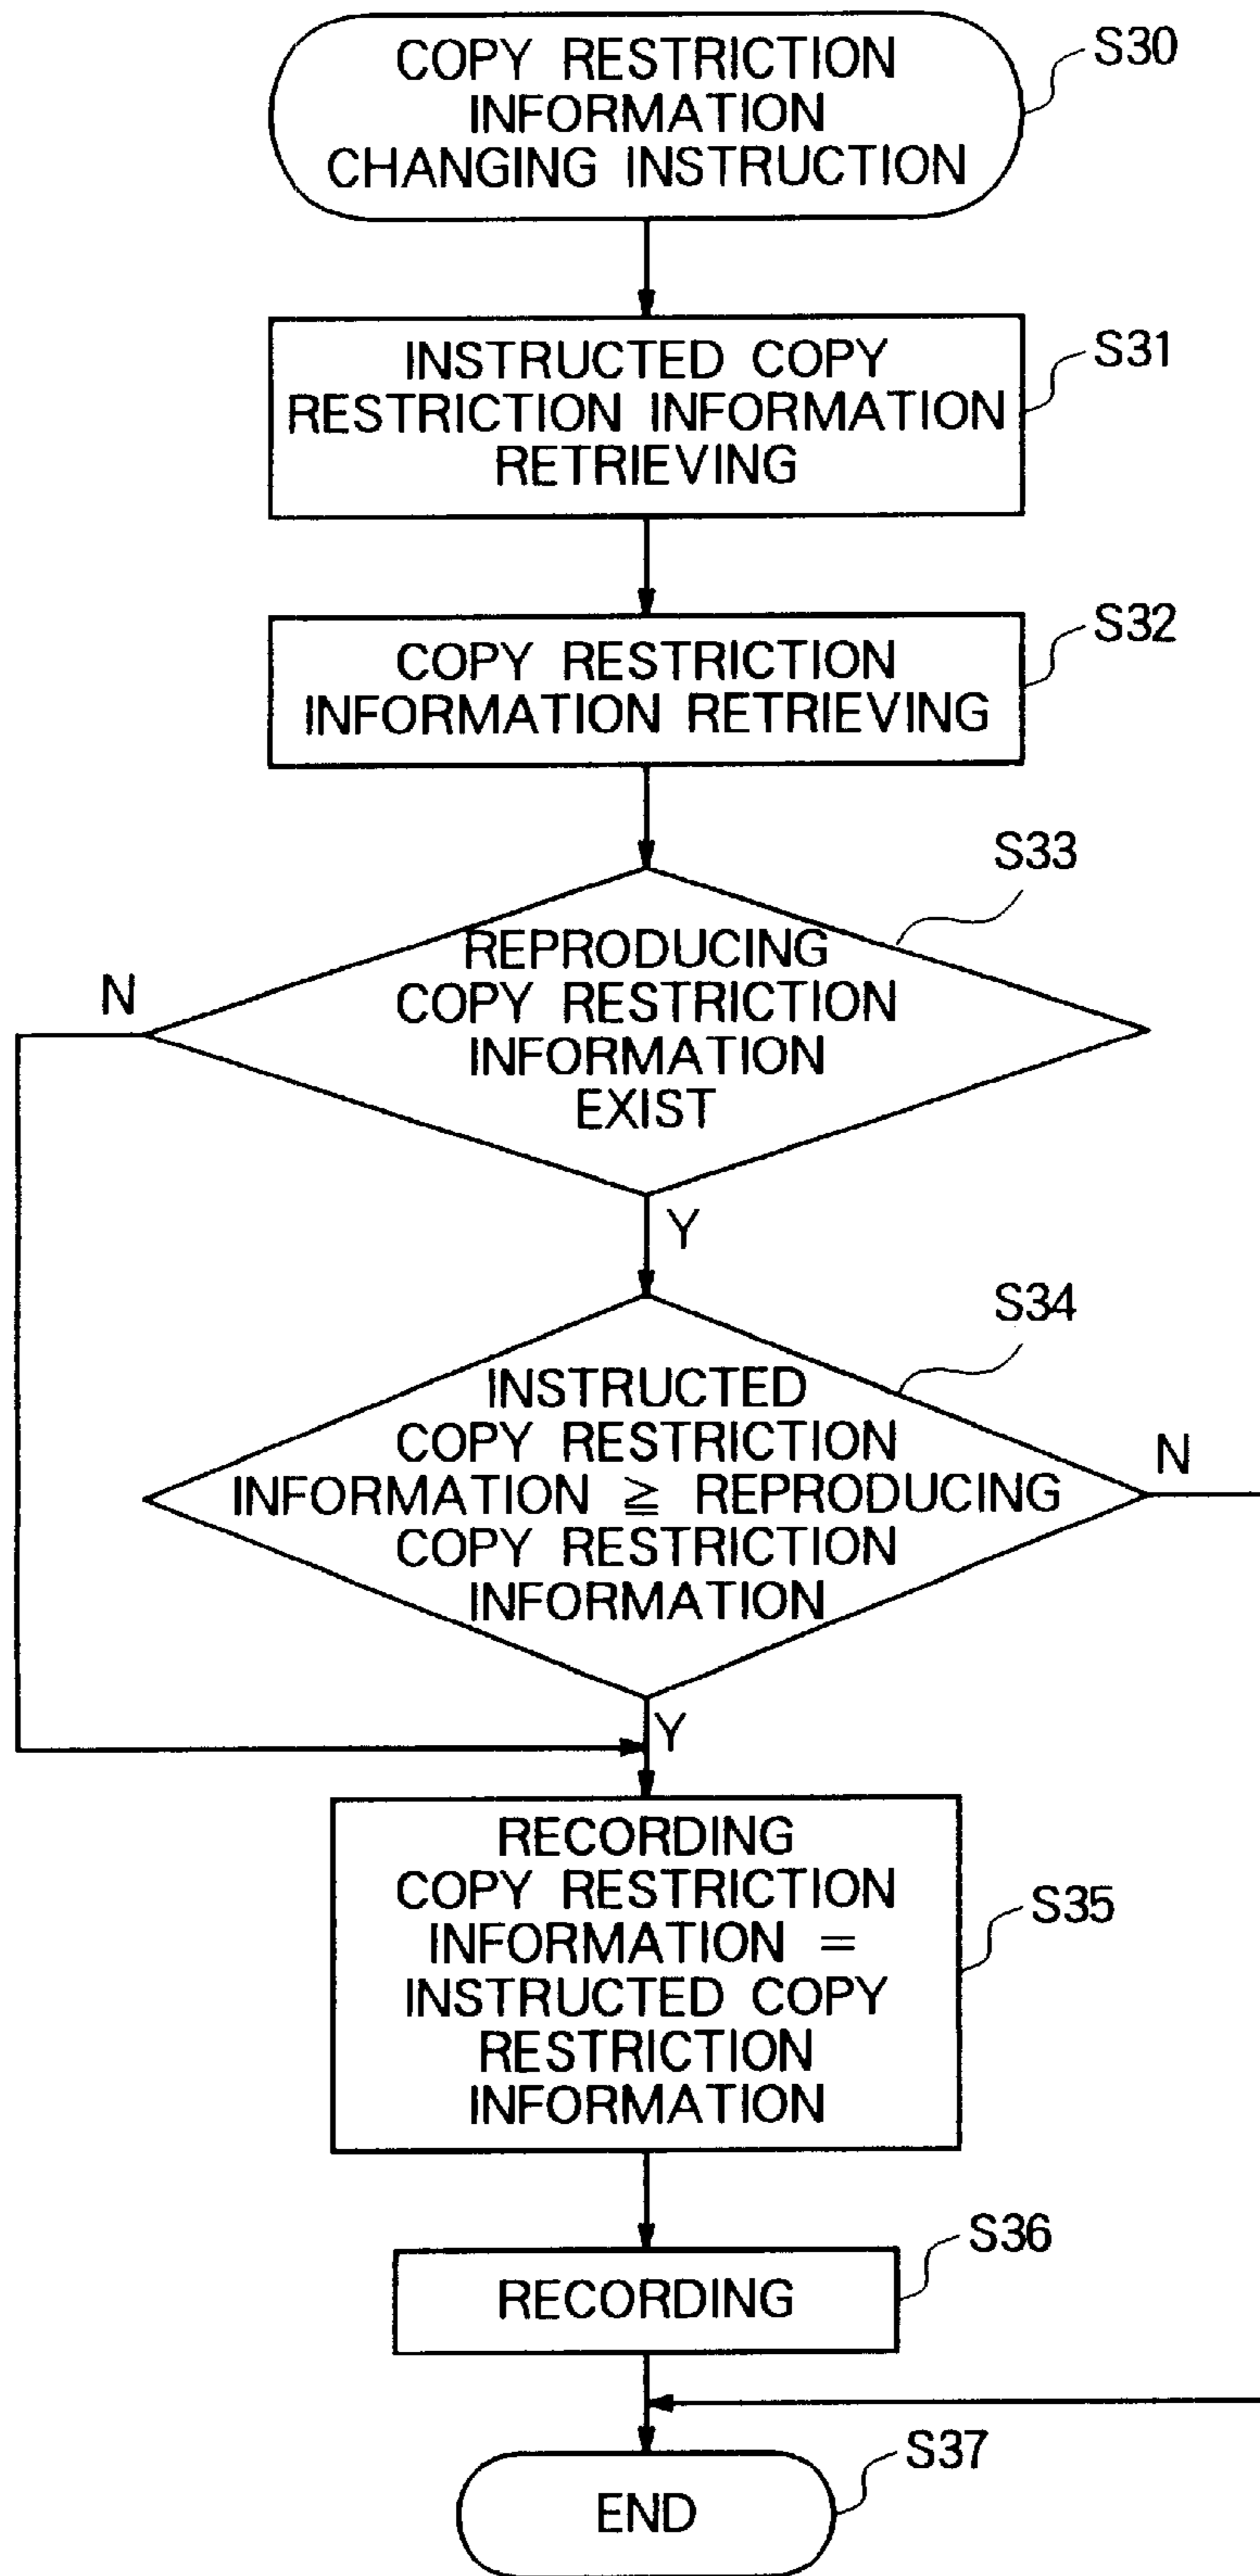 COPY RESTRICTION
INFORMATION
CHANGING INSTRUCTION
S30
INSTRUCTED COPY
RESTRICTION INFORMATION
RETRIEVING
S31
COPY RESTRICTION
INFORMATION RETRIEVING
S32
S33
REPRODUCING
COPY RESTRICTION
INFORMATION
EXIST
N
Y
S34
INSTRUCTED
COPY RESTRICTION
INFORMATION ≧ REPRODUCING
COPY RESTRICTION
INFORMATION
N
Y
RECORDING
COPY RESTRICTION
INFORMATION =
INSTRUCTED COPY
RESTRICTION
INFORMATION
S35
S36
RECORDING
S37
END